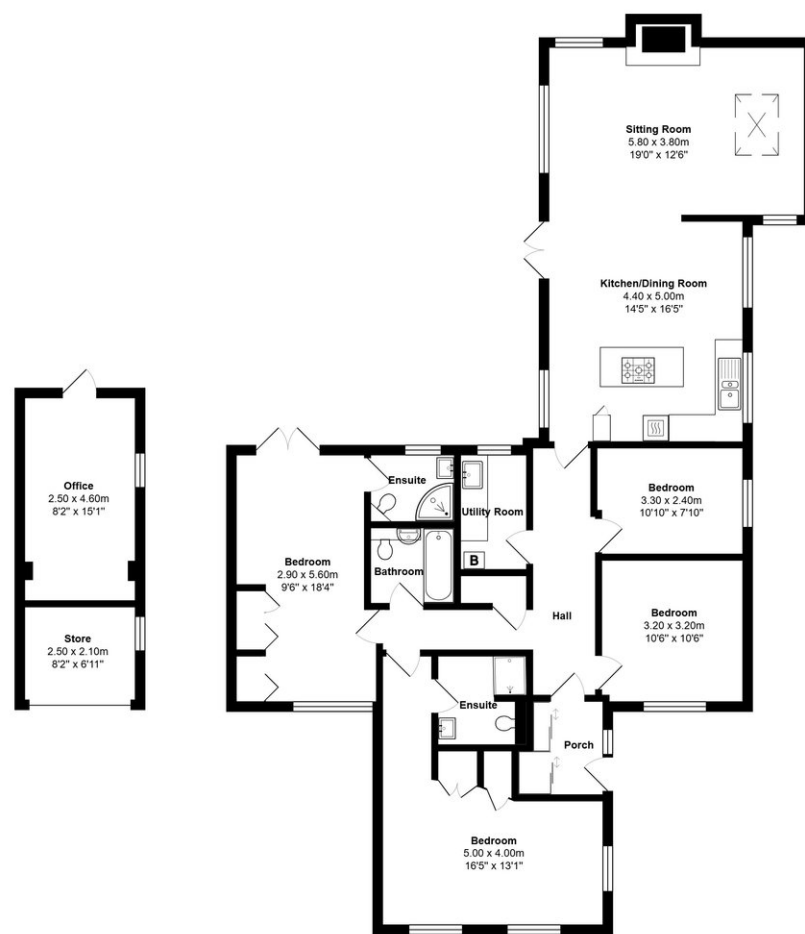 Sitting Room
5.80 x 3.80m
19'0" x 12'6"
Kitchen/Dining Room
4.40 x 5.00m
14'5" x 16'5"
Office
2.50 x 4.60m
8'2" x 15'1"
Store
2.50 x 2.10m
8'2" x 6'11"
Ensuite
Utility Room
B
Bathroom
Bedroom
2.90 x 5.60m
9'6" x 18'4"
Bedroom
3.30 x 2.40m
10'10" x 7'10"
Hall
Bedroom
3.20 x 3.20m
10'6" x 10'6"
Ensuite
Porch
Bedroom
5.00 x 4.00m
16'5" x 13'1"